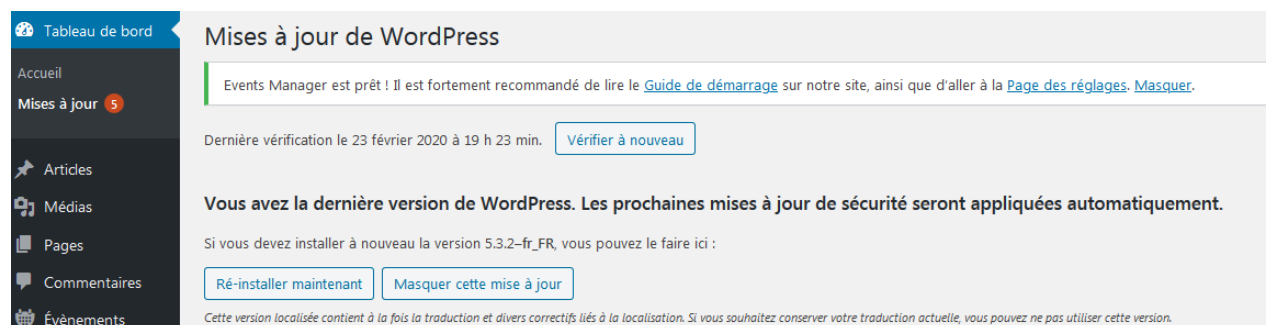 Tableau de bord
Accueil
Mises à jour 5
Articles
Médias
Pages
Commentaires
Évènements
Mises à jour de WordPress
Events Manager est prêt ! Il est fortement recommandé de lire le Guide de démarrage sur notre site, ainsi que d'aller à la Page des réglages. Masquer.
Dernière vérification le 23 février 2020 à 19 h 23 min. Vérifier à nouveau
Vous avez la dernière version de WordPress. Les prochaines mises à jour de sécurité seront appliquées automatiquement.
Si vous devez installer à nouveau la version 5.3.2–fr_FR, vous pouvez le faire ici :
Ré-installer maintenant Masquer cette mise à jour
Cette version localisée contient à la fois la traduction et divers correctifs liés à la localisation. Si vous souhaitez conserver votre traduction actuelle, vous pouvez ne pas utiliser cette version.